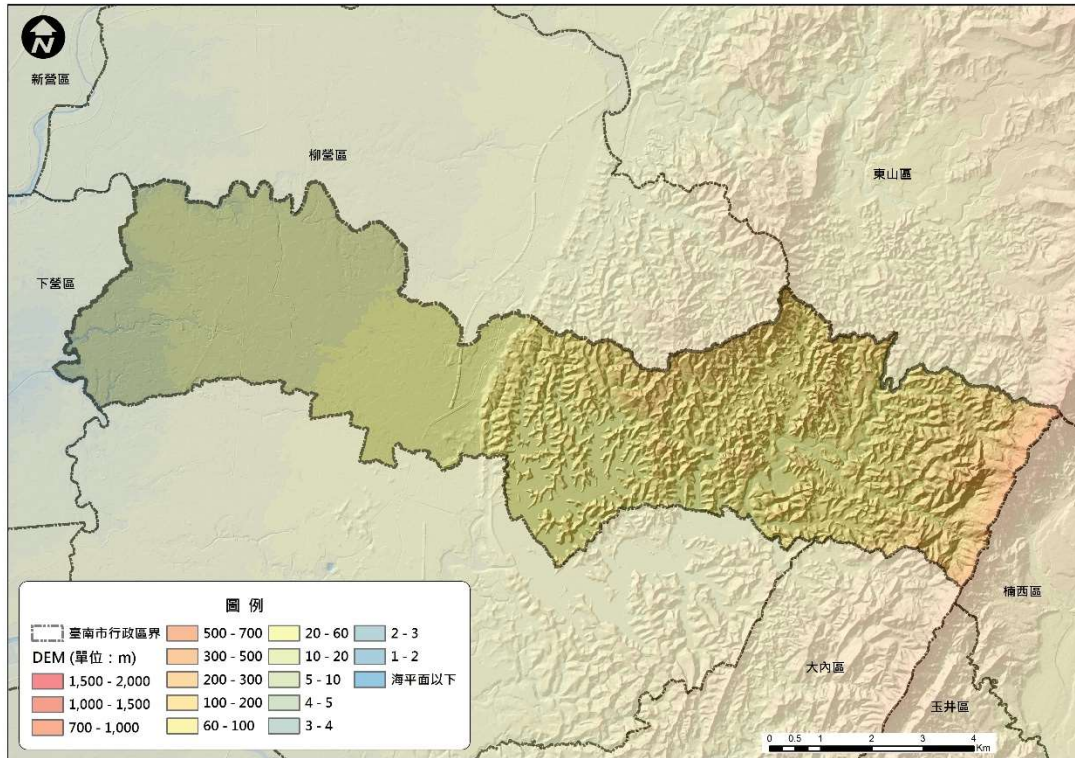 N
新營區
柳營區
東山區
下營區
楠西區
大內區
玉井區
圖 例
臺南市行政區界
DEM (單位：m)
1,500 - 2,000
1,000 - 1,500
700 - 1,000
500 - 700
300 - 500
200 - 300
100 - 200
60 - 100
20 - 60
10 - 20
5 - 10
4 - 5
3 - 4
2 - 3
1 - 2
海平面以下
0 0.5 1 2 3 4
Km